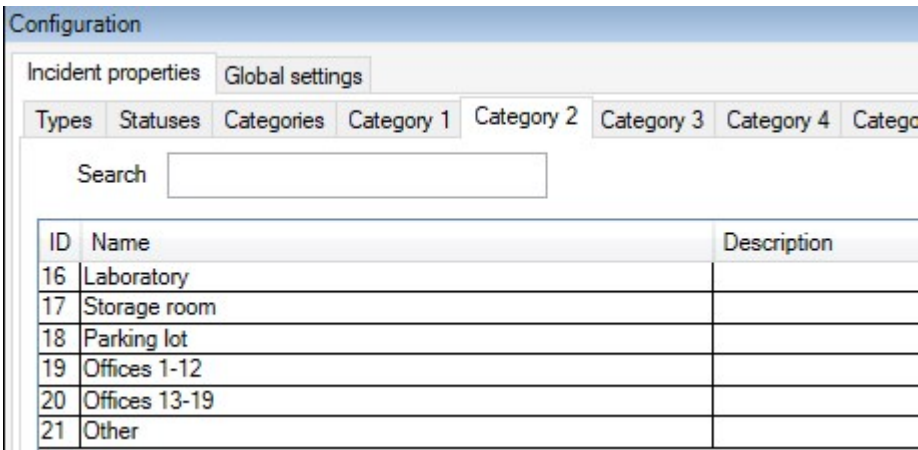 Configuration
Incident properties Global settings
Types Statuses Categories Category 1 Category 2 Category 3 Category 4 Catego
Search
ID Name Description
16 Laboratory
17 Storage room
18 Parking lot
19 Offices 1-12
20 Offices 13-19
21 Other